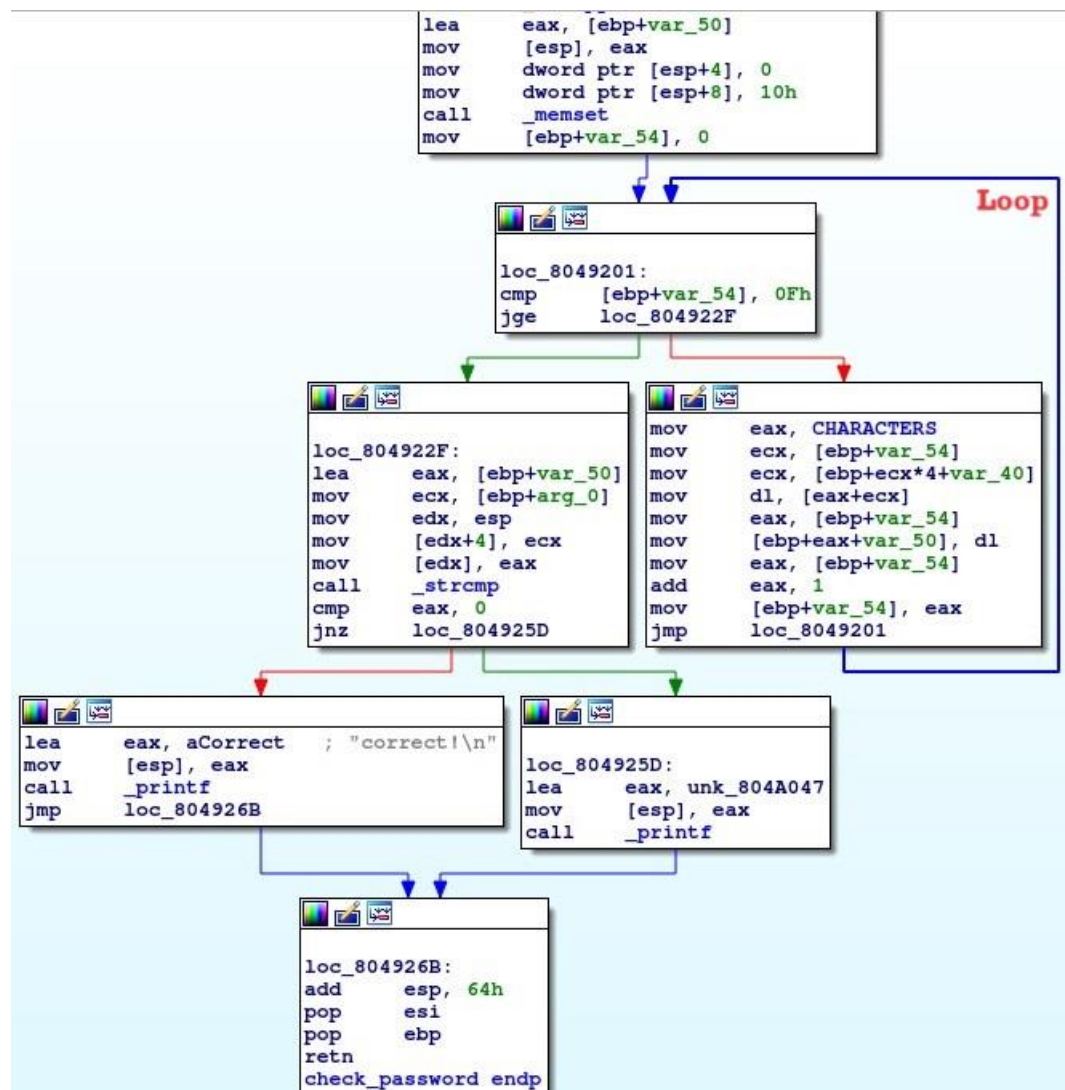 lea eax, [ebp+var_50]
mov [esp], eax
mov dword ptr [esp+4], 0
mov dword ptr [esp+8], 10h
call _memset
mov [ebp+var_54], 0
Loop
loc_8049201:
cmp [ebp+var_54], 0Fh
jge loc_804922F
loc_804922F:
lea eax, [ebp+var_50]
mov ecx, [ebp+arg_0]
mov edx, esp
mov [edx+4], ecx
mov [edx], eax
call _strcmp
cmp eax, 0
jnz loc_804925D
mov eax, CHARACTERS
mov ecx, [ebp+var_54]
mov ecx, [ebp+ecx*4+var_40]
mov dl, [eax+ecx]
mov eax, [ebp+var_54]
mov [ebp+eax+var_50], dl
mov eax, [ebp+var_54]
add eax, 1
mov [ebp+var_54], eax
jmp loc_8049201
lea eax, aCorrect ; "correct!\n"
mov [esp], eax
call _printf
jmp loc_804926B
loc_804925D:
lea eax, unk_804A047
mov [esp], eax
call _printf
loc_804926B:
add esp, 64h
pop esi
pop ebp
retn
check_password endp